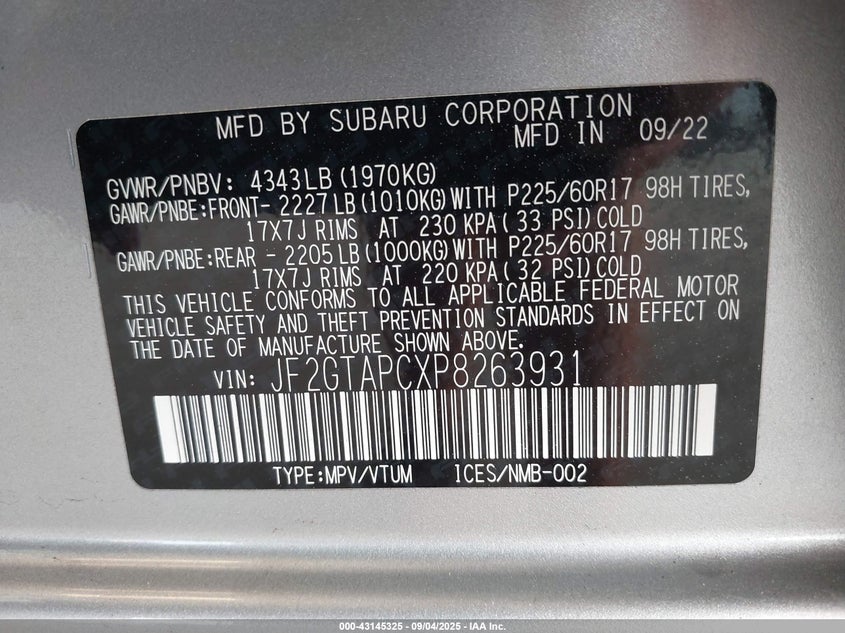 MFD BY SUBARU CORPORATION
MFD IN 09/22
GVWR/PNBV: 4343LB (1970KG)
GAWR/PNBE:FRONT- 2227LB (1010KG) WITH P225/60R17 98H TIRES,
17X7J RIMS AT 230 KPA (33 PSI) COLD
GAWR/PNBE:REAR - 2205LB (1000KG) WITH P225/60R17 98H TIRES,
17X7J RIMS AT 220 KPA (32 PSI) COLD
THIS VEHICLE CONFORMS TO ALL APPLICABLE FEDERAL MOTOR
VEHICLE SAFETY AND THEFT PREVENTION STANDARDS IN EFFECT ON
THE DATE OF MANUFACTURE SHOWN ABOVE.
VIN: JF2GTAPCXP8263931
TYPE:MPV/VTUM ICES/NMB-002
000-43145325 - 09/04/2025 - IAA Inc.